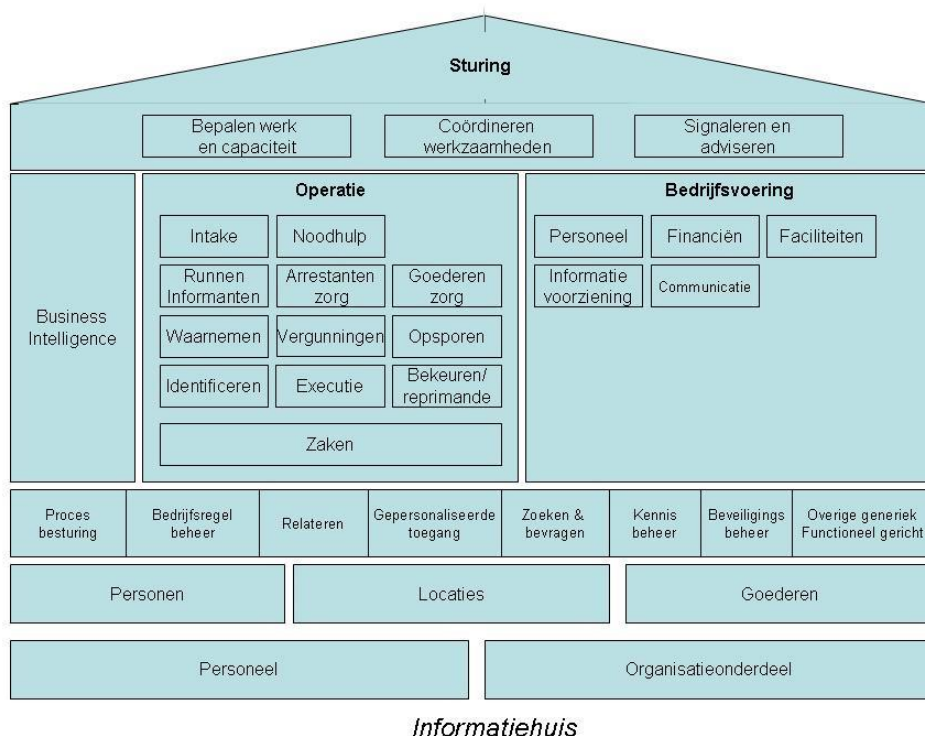 Sturing
Bepalen werk
en capaciteit
Coördineren
werkzaamheden
Signaleren en
adviseren
Business
Intelligence
Operatie
Intake
Noodhulp
Runnen
Informanten
Arrestanten
zorg
Goederen
zorg
Waarnemen
Vergunningen
Opsporen
Identificeren
Executie
Bekeuren/
reprimande
Zaken
Bedrijfsvoering
Personeel
Financiën
Faciliteiten
Informatie
voorziening
Communicatie
Proces
besturing
Bedrijfsregel
beheer
Relateren
Gepersonaliseerde
toegang
Zoeken &
bevragen
Kennis
beheer
Beveiligings
beheer
Overige generiek
Functioneel gericht
Personen
Locaties
Goederen
Personeel
Organisatieonderdeel
Informatiehuis